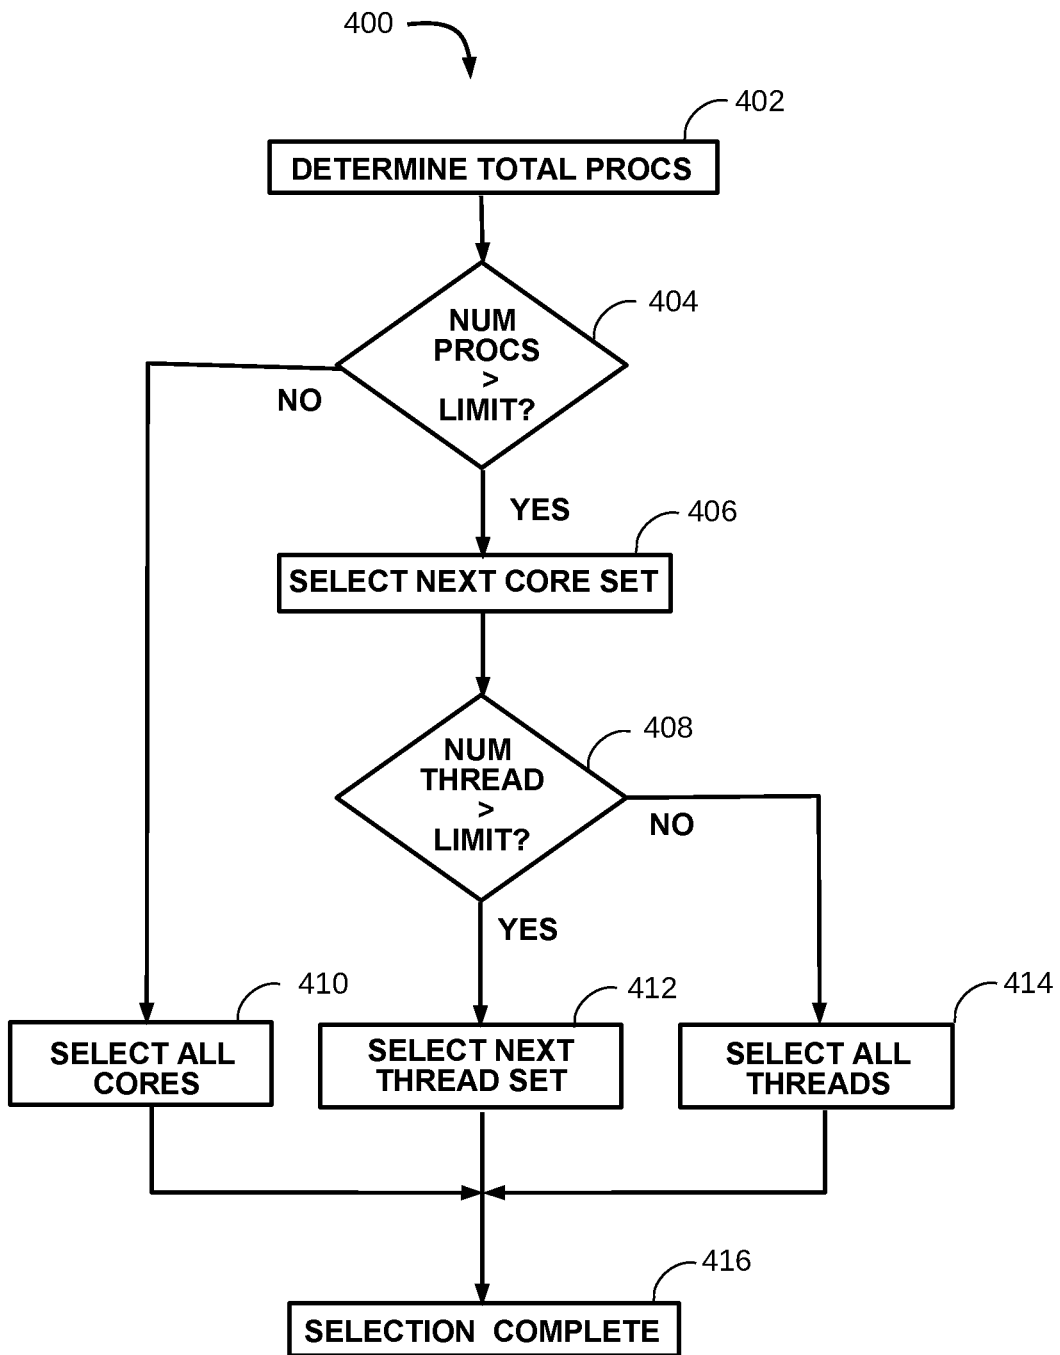 400
402
DETERMINE TOTAL PROCS
404
NUM
PROCS
>
LIMIT?
NO
YES
406
SELECT NEXT CORE SET
408
NUM
THREAD
>
LIMIT?
NO
YES
410
412
414
SELECT ALL
CORES
SELECT NEXT
THREAD SET
SELECT ALL
THREADS
416
SELECTION COMPLETE